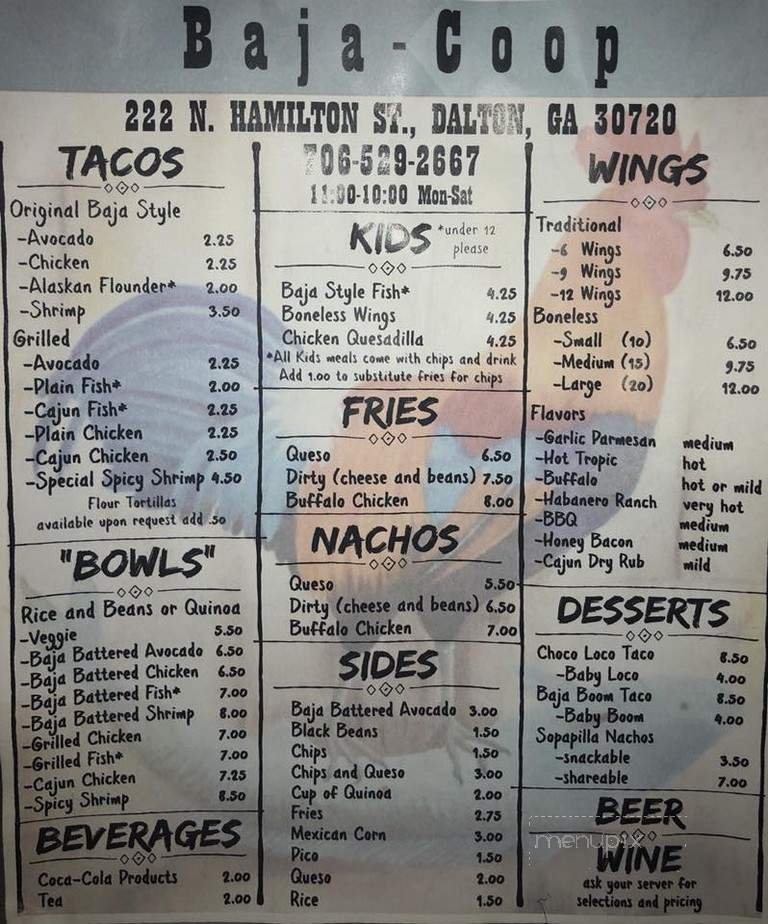 Baja-Coop
222 N. HAMILTON ST., DALTON, GA 30720
706-529-2667
11:00-10:00 Mon-Sat
TACOS
Original Baja Style
-Avocado 2.25
-Chicken 2.25
-Alaskan Flounder* 2.00
-Shrimp 3.50
Grilled
-Avocado 2.25
-Plain Fish* 2.00
-Cajun Fish* 2.25
-Plain Chicken 2.25
-Cajun Chicken 2.50
-Special Spicy Shrimp 4.50
Flour Tortillas
available upon request add .50
"BOWLS"
Rice and Beans or Quinoa
-Veggie 5.50
-Baja Battered Avocado 6.50
-Baja Battered Chicken 6.50
-Baja Battered Fish* 7.00
-Baja Battered Shrimp 8.00
-Grilled Chicken 7.00
-Grilled Fish* 7.00
-Cajun Chicken 7.25
-Spicy Shrimp 8.50
BEVERAGES
Coca-Cola Products 2.00
Tea 2.00
KIDS *under 12
please
Baja Style Fish* 4.25
Boneless Wings 4.25
Chicken Quesadilla 4.25
*All Kids meals come with chips and drink
Add 1.00 to substitute fries for chips
FRIES
Queso 6.50
Dirty (cheese and beans) 7.50
Buffalo Chicken 8.00
NACHOS
Queso 5.50
Dirty (cheese and beans) 6.50
Buffalo Chicken 7.00
SIDES
Baja Battered Avocado 3.00
Black Beans 1.50
Chips 1.50
Chips and Queso 3.00
Cup of Quinoa 2.00
Fries 2.75
Mexican Corn 3.00
Pico 1.50
Queso 2.00
Rice 1.50
WINGS
Traditional
-6 Wings 6.50
-9 Wings 9.75
-12 Wings 12.00
Boneless
-Small (10) 6.50
-Medium (15) 9.75
-Large (20) 12.00
Flavors
-Garlic Parmesan medium
-Hot Tropic hot
-Buffalo hot or mild
-Habanero Ranch very hot
-BBQ medium
-Honey Bacon medium
-Cajun Dry Rub mild
DESSERTS
Choco Loco Taco 8.50
-Baby Loco 4.00
Baja Boom Taco 8.50
-Baby Boom 4.00
Sopapilla Nachos
-snackable 3.50
-shareable 7.00
BEER
menupix
WINE
ask your server for
selections and pricing